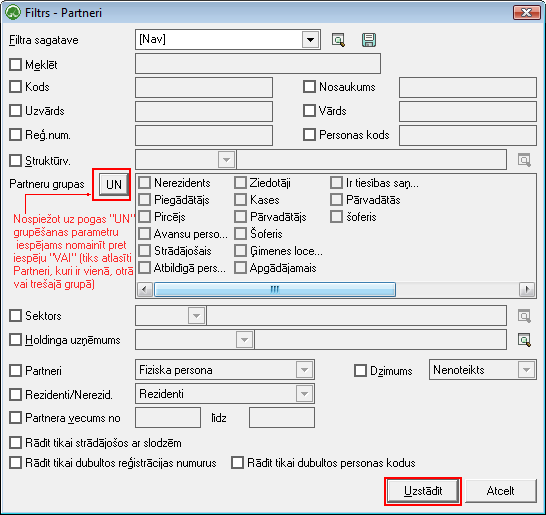 Filtrs - Partneri
Filtra sagatave [Nav]
Meklēt
Kods Nosaukums
Uzvārds Vārds
Reģ.num. Personas kods
Struktūrv.
Partneru grupas UN
Nerezidents Ziedotāji Ir tiesības saņ...
Piegādātājs Kases Pārvadātās
Pircējs Pārvadātājs šoferis
Avansu perso... Šoferis
Strādājošais Ģimenes loce...
Atbildīgā pers... Apgādājamais
Nospiežot uz pogas "UN"
grupēšanas parametru
iespējams nomainīt pret
iespēju "VAI" (tiks atlasīti
Partneri, kuri ir vienā, otrā
vai trešajā grupā)
Sektors
Holdinga uzņēmums
Partneri Fiziska persona Dzimums Nenoteikts
Rezidenti/Nerezid. Rezidenti
Partnera vecums no līdz
Rādīt tikai strādājošos ar slodzēm
Rādīt tikai dubultos reģistrācijas numurus Rādīt tikai dubultos personas kodus
Uzstādīt Atcelt